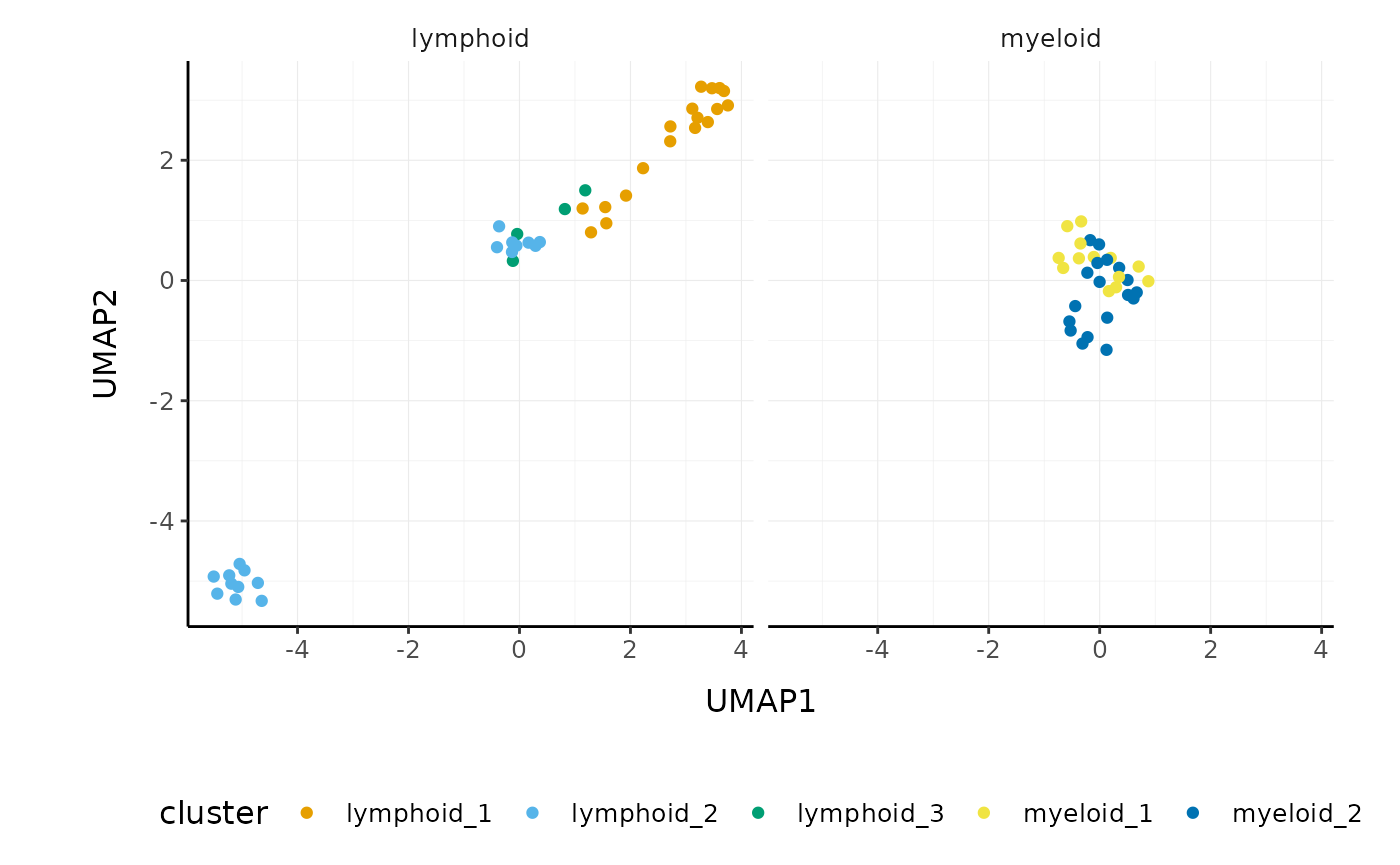 lymphoid myeloid
2
0
-2
-4
UMAP2
-4 -2 0 2 4 -4 -2 0 2 4
UMAP1
cluster lymphoid_1 lymphoid_2 lymphoid_3 myeloid_1 myeloid_2